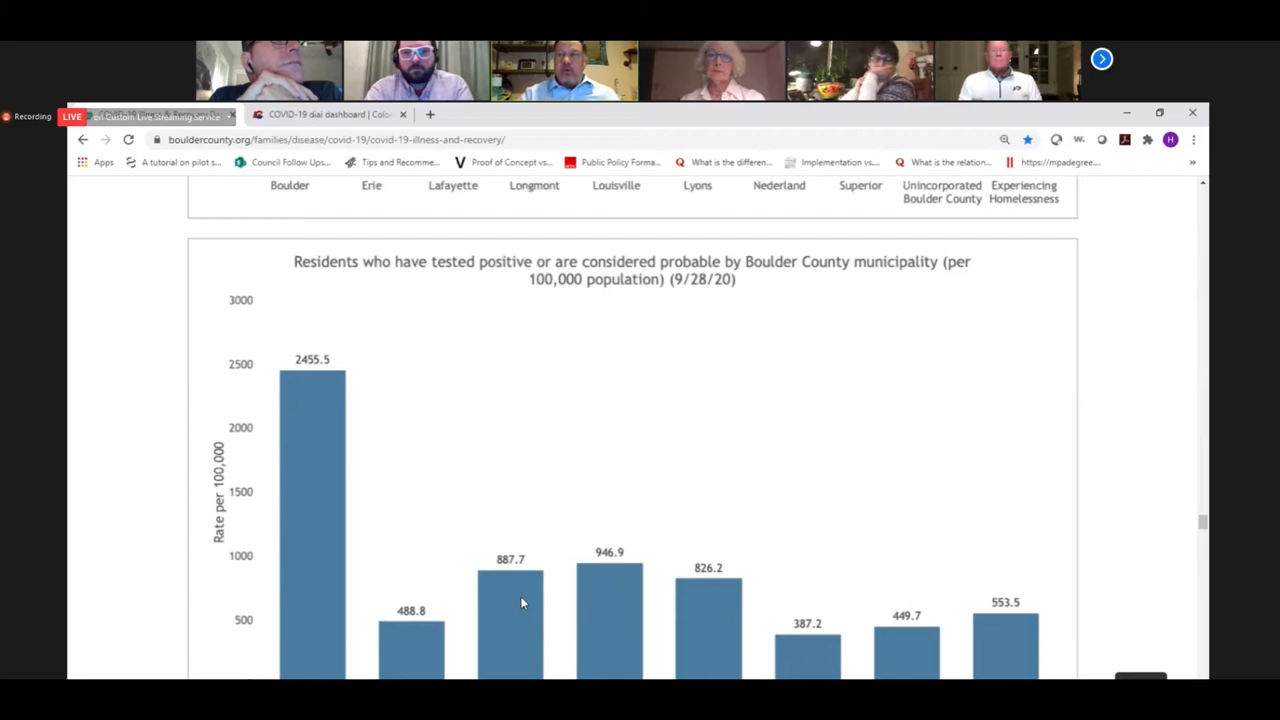 Recording
LIVE on Custom Live Streaming Service
COVID-19 dial dashboard | Colo
bouldercounty.org/families/disease/covid-19/covid-19-illness-and-recovery/
Apps A tutorial on pilot s... Council Follow Ups... Tips and Recomme... Proof of Concept vs... Public Policy Forma... What is the differen... Implementation vs... What is the relation... https://mpadegree... »
Boulder Erie Lafayette Longmont Louisville Lyons Nederland Superior Unincorporated Experiencing
Boulder County Homelessness
Residents who have tested positive or are considered probable by Boulder County municipality (per
100,000 population) (9/28/20)
3000
2500
2000
1500
1000
500
Rate per 100,000
2455.5
488.8
887.7
946.9
826.2
387.2
449.7
553.5